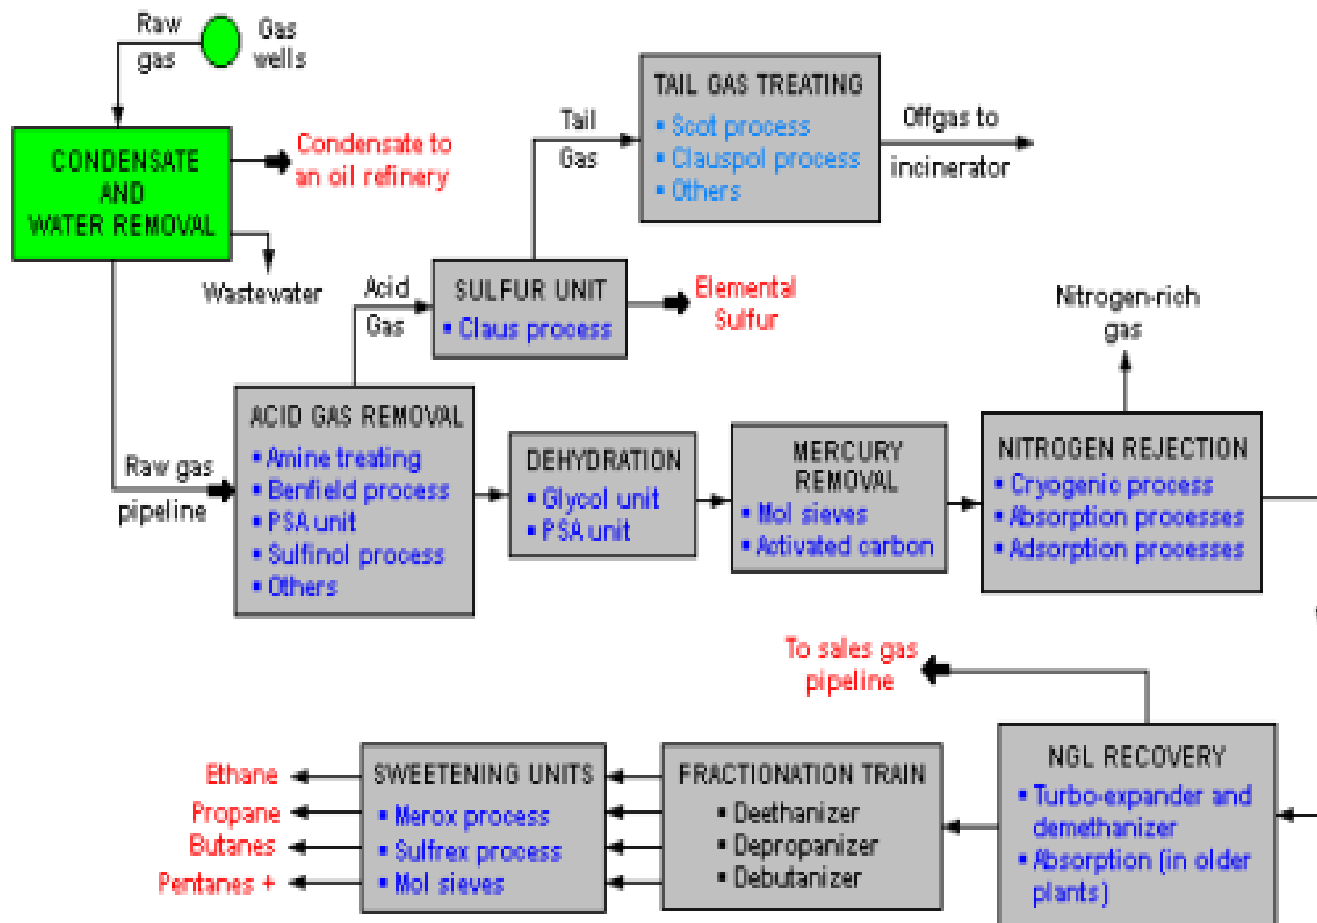 Raw gas
Gas wells
CONDENSATE
AND
WATER REMOVAL
Condensate to
an oil refinery
Wastewater
Raw gas
pipeline
ACID GAS REMOVAL
▪ Amine treating
▪ Benfield process
▪ PSA unit
▪ Sulfinol process
▪ Others
Acid
Gas
SULFUR UNIT
▪ Claus process
Elemental
Sulfur
Tail
Gas
TAIL GAS TREATING
▪ Scot process
▪ Clauspol process
▪ Others
Offgas to
incinerator
DEHYDRATION
▪ Glycol unit
▪ PSA unit
MERCURY
REMOVAL
▪ Mol sieves
▪ Activated carbon
Nitrogen-rich
gas
NITROGEN REJECTION
▪ Cryogenic process
▪ Absorption processes
▪ Adsorption processes
To sales gas
pipeline
NGL RECOVERY
▪ Turbo-expander and
demethanizer
▪ Absorption (in older
plants)
FRACTIONATION TRAIN
▪ Deethanizer
▪ Depropanizer
▪ Debutanizer
SWEETENING UNITS
▪ Merox process
▪ Sulfrex process
▪ Mol sieves
Ethane
Propane
Butanes
Pentanes +